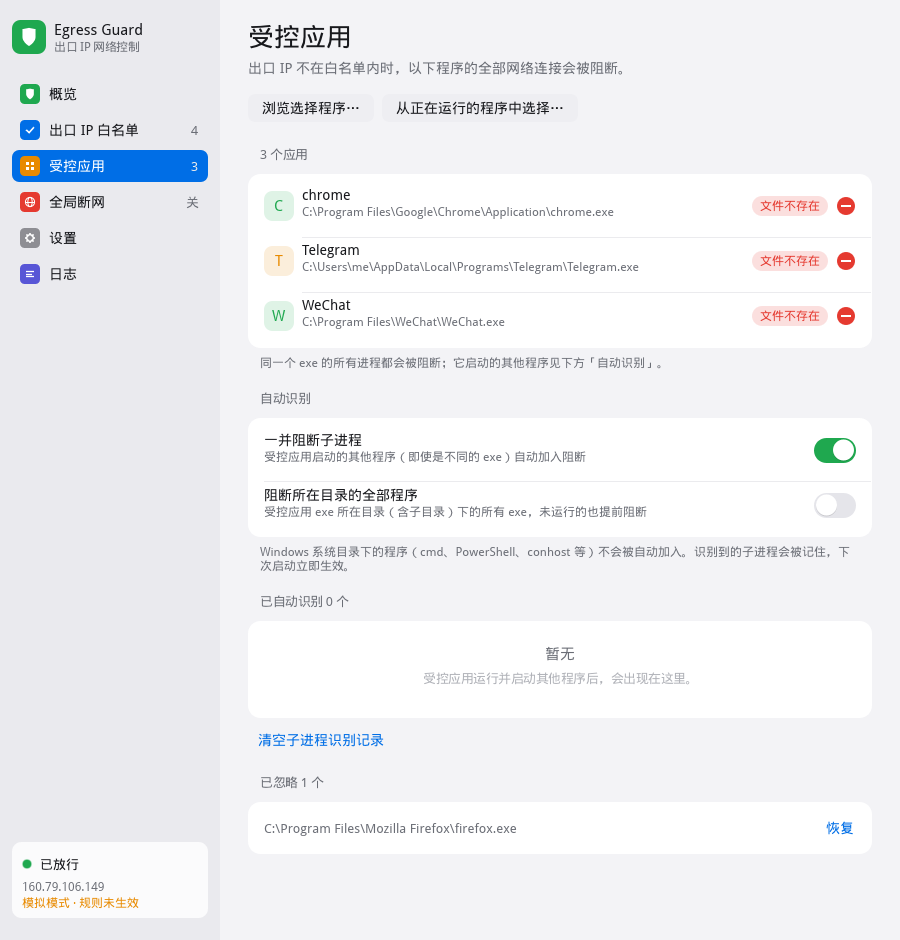 Egress Guard
出口 IP 网络控制
概览
出口 IP 白名单 4
受控应用 3
全局断网 关
设置
日志
已放行
160.79.106.149
模拟模式 · 规则未生效
受控应用
出口 IP 不在白名单内时，以下程序的全部网络连接会被阻断。
浏览选择程序… 从正在运行的程序中选择…
3 个应用
C chrome
C:\Program Files\Google\Chrome\Application\chrome.exe
文件不存在
T Telegram
C:\Users\me\AppData\Local\Programs\Telegram\Telegram.exe
文件不存在
W WeChat
C:\Program Files\WeChat\WeChat.exe
文件不存在
同一个 exe 的所有进程都会被阻断；它启动的其他程序见下方「自动识别」。
自动识别
一并阻断子进程
受控应用启动的其他程序（即使是不同的 exe）自动加入阻断
阻断所在目录的全部程序
受控应用 exe 所在目录（含子目录）下的所有 exe，未运行的也提前阻断
Windows 系统目录下的程序（cmd、PowerShell、conhost 等）不会被自动加入。识别到的子进程会被记住，下
次启动立即生效。
已自动识别 0 个
暂无
受控应用运行并启动其他程序后，会出现在这里。
清空子进程识别记录
已忽略 1 个
C:\Program Files\Mozilla Firefox\firefox.exe 恢复